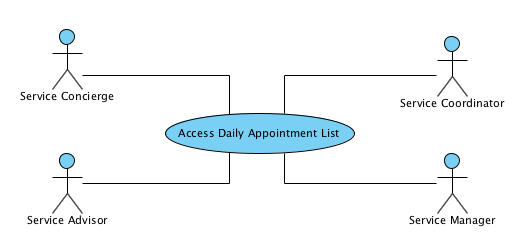 Service Concierge
Service Coordinator
Access Daily Appointment List
Service Advisor
Service Manager